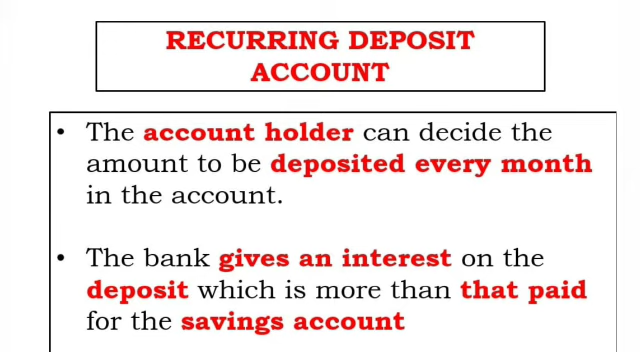 RECURRING DEPOSIT
ACCOUNT
• The account holder can decide the
amount to be deposited every month
in the account.
• The bank gives an interest on the
deposit which is more than that paid
for the savings account